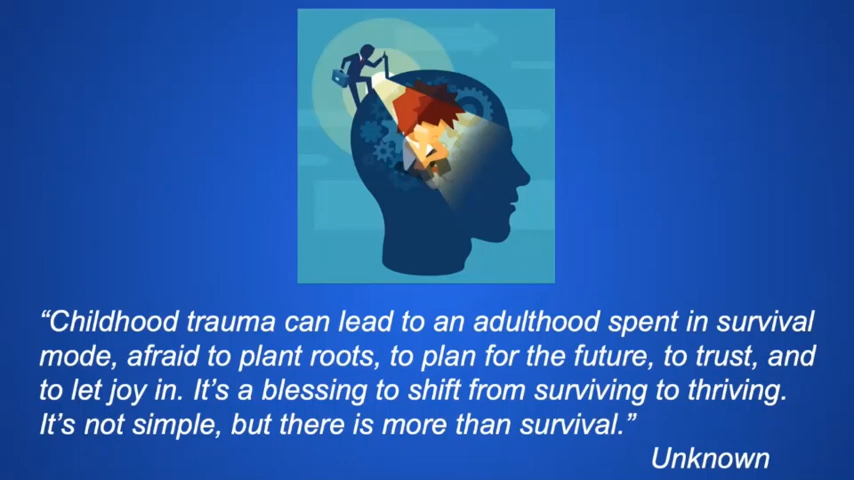 “Childhood trauma can lead to an adulthood spent in survival
mode, afraid to plant roots, to plan for the future, to trust, and
to let joy in. It’s a blessing to shift from surviving to thriving.
It’s not simple, but there is more than survival.”
Unknown